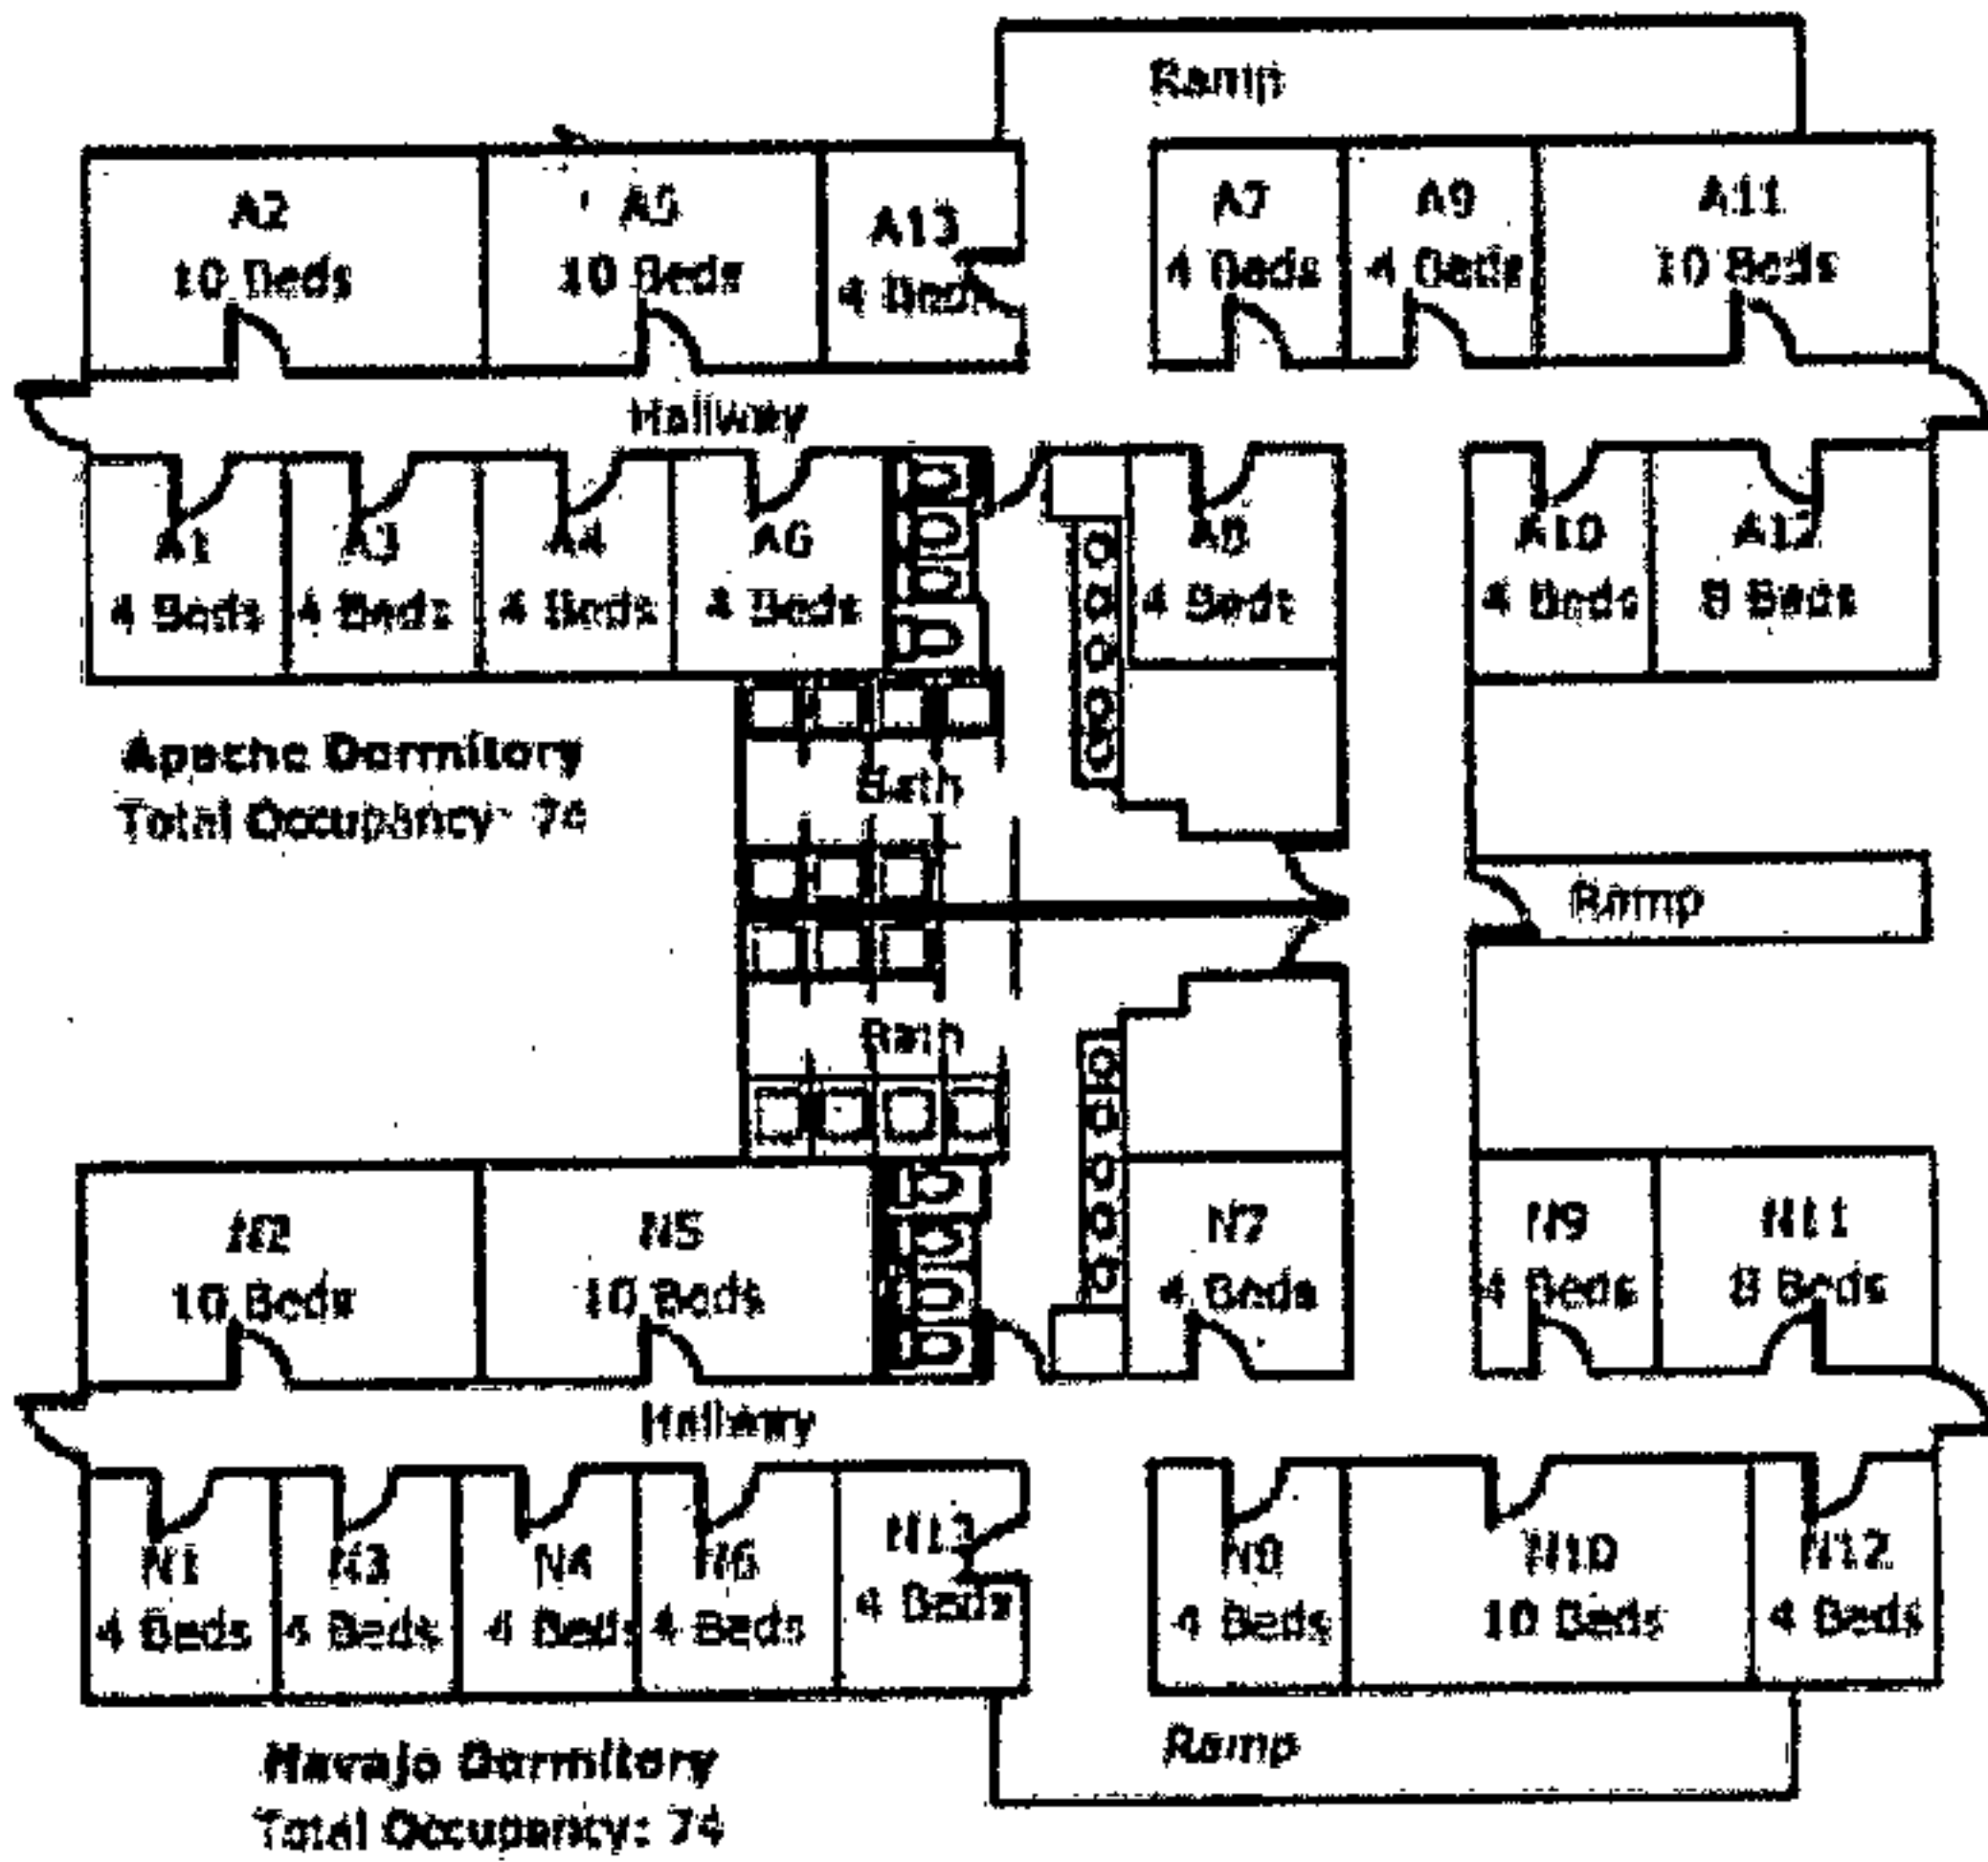 Ramp
A2
10 Beds
A5
10 Beds
A13
4 Beds
A7
4 Beds
A9
4 Beds
A11
10 Beds
Hallway
A1
4 Beds
A3
4 Beds
A4
4 Beds
A6
4 Beds
A8
4 Beds
A10
4 Beds
A12
8 Beds
Apache Dormitory
Total Occupancy: 74
Bath
Ramp
Bath
N2
10 Beds
N5
10 Beds
N7
4 Beds
N9
4 Beds
N11
8 Beds
Hallway
N1
4 Beds
N3
4 Beds
N4
4 Beds
N6
4 Beds
N13
4 Beds
N8
4 Beds
N10
10 Beds
N12
4 Beds
Navajo Dormitory
Total Occupancy: 74
Ramp